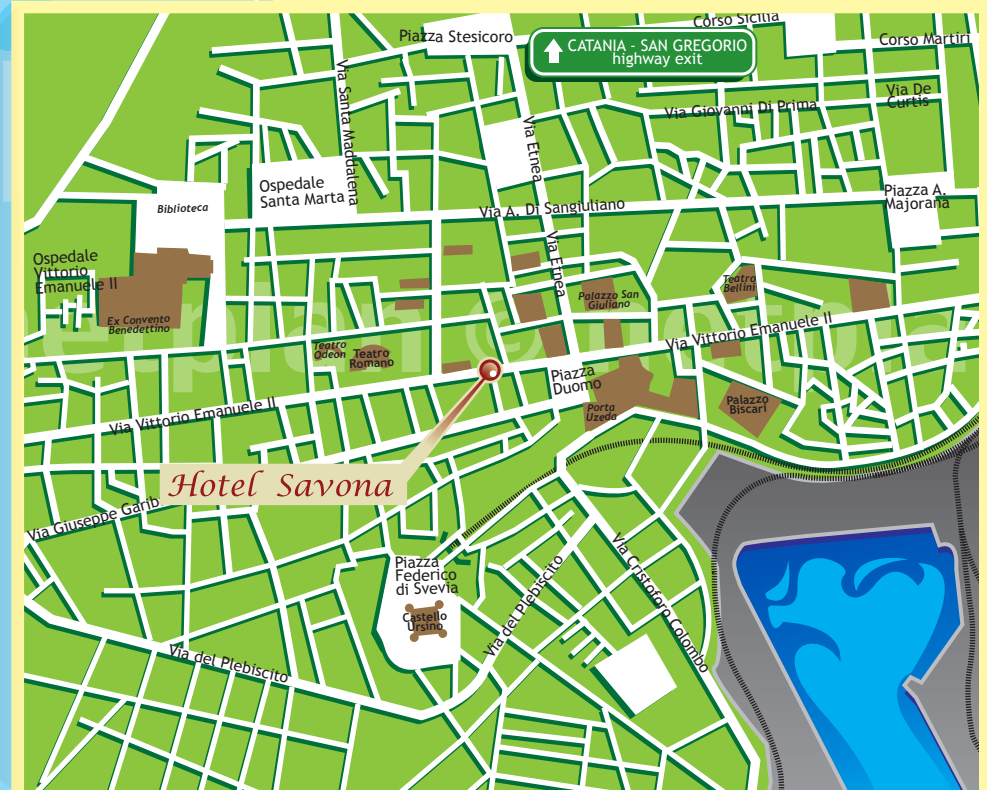 Corso Sicilia
Piazza Stesicoro
CATANIA - SAN GREGORIO
highway exit
Corso Martiri
Via Santa Maddalena
Via De
Curtis
Via Giovanni Di Prima
Via Etnea
Ospedale
Santa Marta
Piazza A.
Majorana
Biblioteca
Via A. Di Sangiuliano
Via Etnea
Ospedale
Vittorio
Emanuele II
Teatro
Bellini
Palazzo San
Giuliano
Ex Convento
Benedettino
Via Vittorio Emanuele II
Teatro
Odeon
Teatro
Romano
Piazza
Duomo
Palazzo
Biscari
Porta
Uzeda
Via Vittorio Emanuele II
Hotel Savona
Via Giuseppe Garib
Piazza
Federico
di Svevia
Via del Plebiscito
Via Cristoforo Colombo
Castello
Ursino
Via del Plebiscito